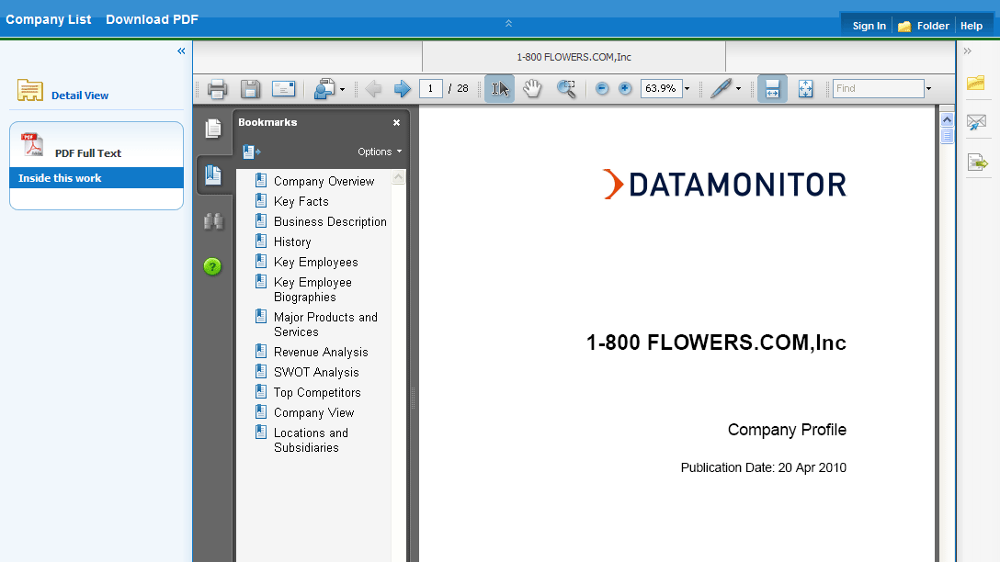 Company List Download PDF
Sign In Folder Help
«
Detail View
PDF
PDF Full Text
Inside this work
1-800 FLOWERS.COM,Inc
1 / 28
63.9%
Find
Bookmarks
Options
Company Overview
Key Facts
Business Description
History
Key Employees
Key Employee
Biographies
Major Products and
Services
Revenue Analysis
SWOT Analysis
Top Competitors
Company View
Locations and
Subsidiaries
DATAMONITOR
1-800 FLOWERS.COM,Inc
Company Profile
Publication Date: 20 Apr 2010
»